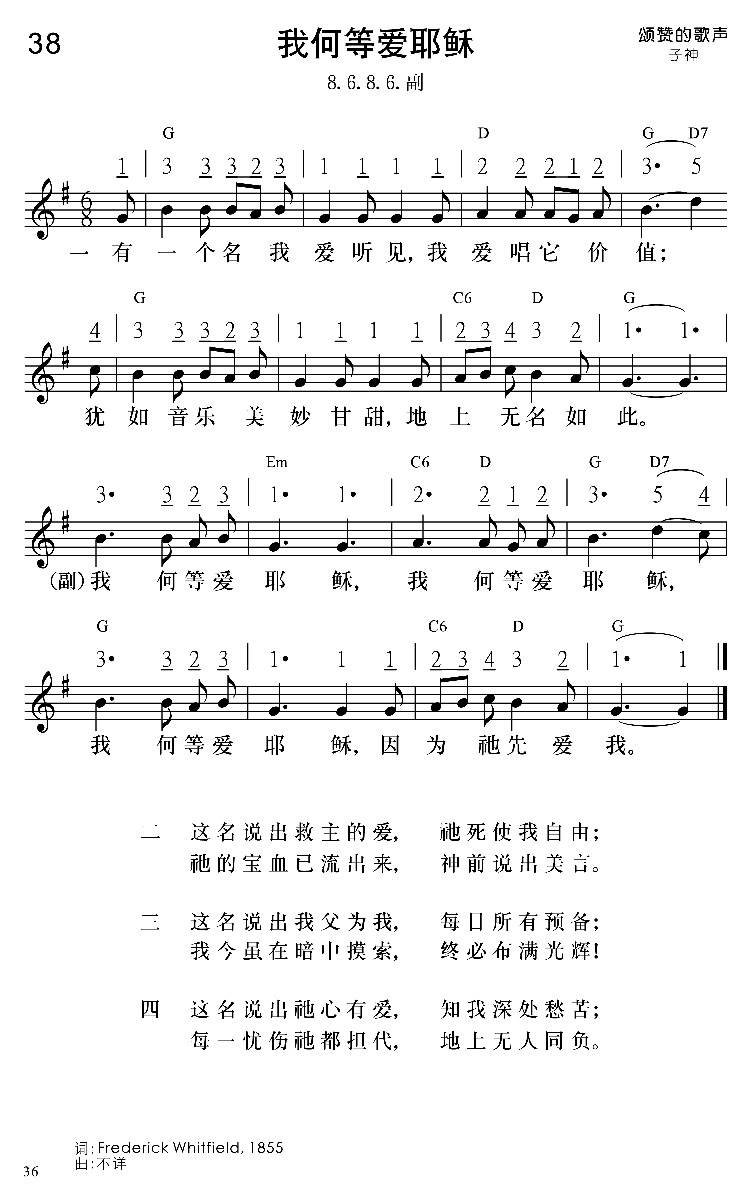 38
我何等爱耶稣
颂赞的歌声
子神
8. 6. 8. 6. 副
G D G D7
1 | 3 3 3 2 3 | 1 1 1 1 | 2 2 2 1 2 | 3· 5
一 有一个名我爱听见,我爱唱它价值;
G C6 D G
4 | 3 3 3 2 3 | 1 1 1 1 | 2 3 4 3 2 | 1· 1· |
犹如音乐美妙甘甜,地上无名如此。
Em C6 D G D7
3· 3 2 3 | 1· 1· | 2· 2 1 2 | 3· 5 4
(副)我何等爱耶稣,我何等爱耶稣,
G C6 D G
3· 3 2 3 | 1· 1 1 | 2 3 4 3 2 | 1· 1
我何等爱耶稣,因为祂先爱我。
二 这名说出救主的爱, 祂死使我自由;
祂的宝血已流出来, 神前说出美言。
三 这名说出我父为我, 每日所有预备;
我今虽在暗中摸索, 终必布满光辉!
四 这名说出祂心有爱, 知我深处愁苦;
每一忧伤祂都担代, 地上无人同负。
词: Frederick Whitfield, 1855
曲:不详
36